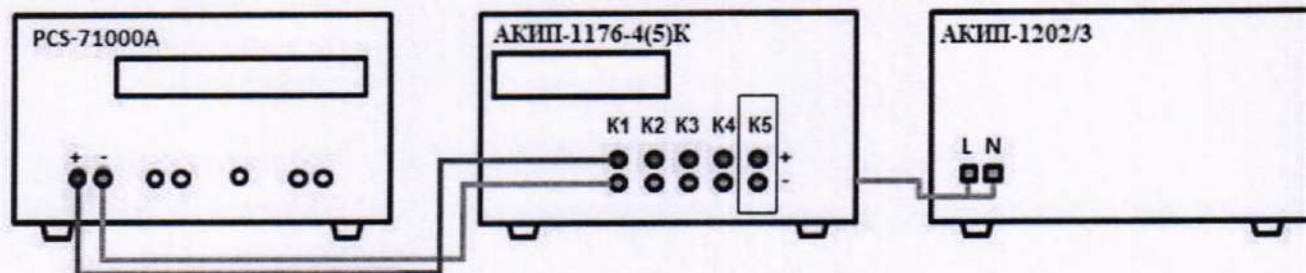 PCS-71000A
+ -
АКИП-1176-4(5)К
К1 К2 К3 К4 К5
+
-
АКИП-1202/3
L N